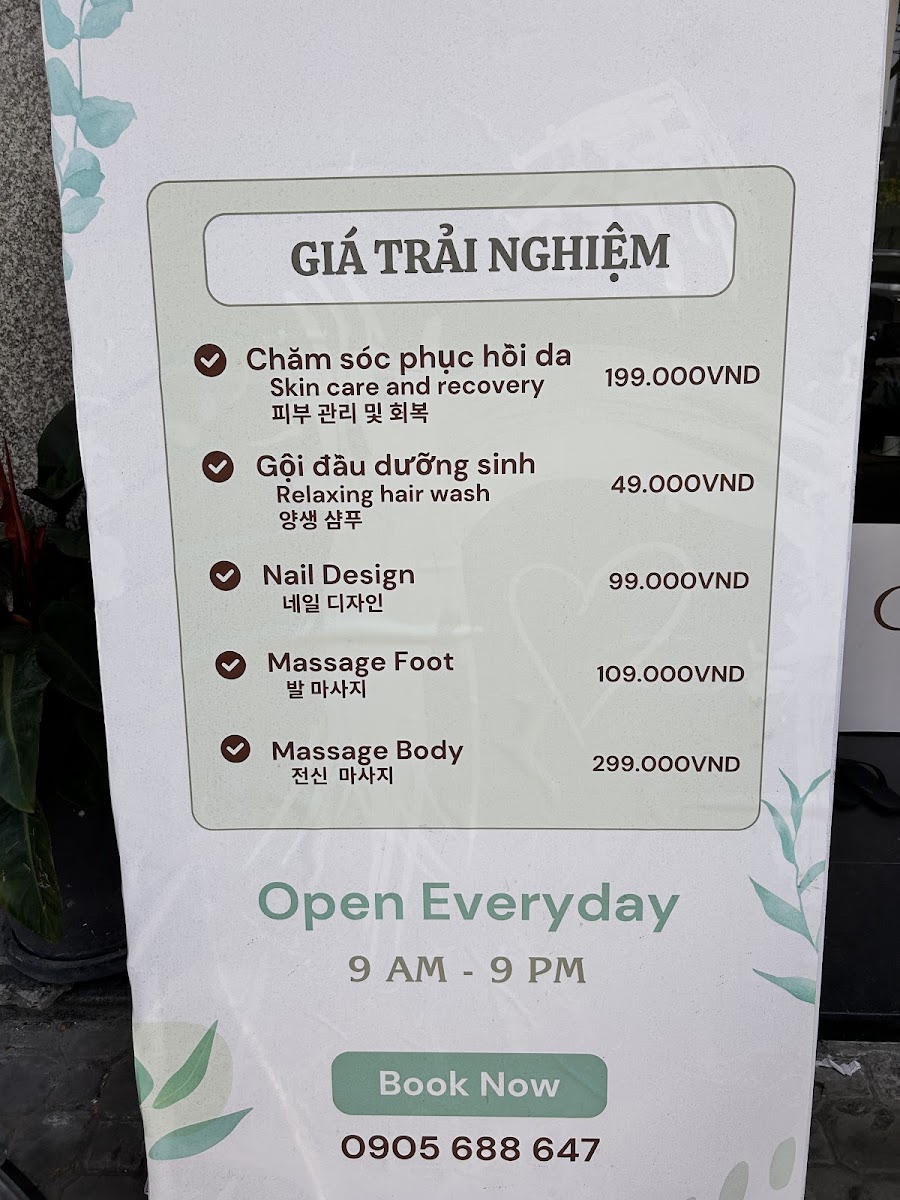 GIÁ TRẢI NGHIỆM
Chăm sóc phục hồi da
Skin care and recovery
피부 관리 및 회복
199.000VND
Gội đầu dưỡng sinh
Relaxing hair wash
양생 샴푸
49.000VND
Nail Design
네일 디자인
99.000VND
Massage Foot
발 마사지
109.000VND
Massage Body
전신 마사지
299.000VND
Open Everyday
9 AM - 9 PM
Book Now
0905 688 647